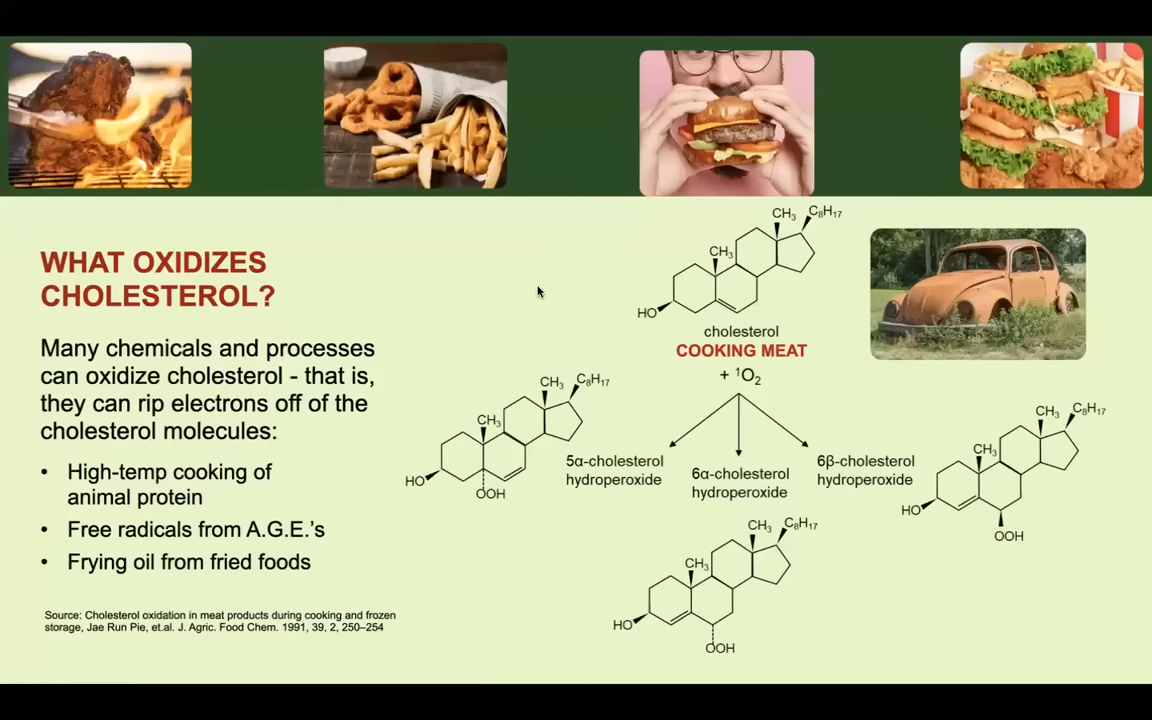 WHAT OXIDIZES
CHOLESTEROL?
Many chemicals and processes
can oxidize cholesterol - that is,
they can rip electrons off of the
cholesterol molecules:
• High-temp cooking of
animal protein
• Free radicals from A.G.E.'s
• Frying oil from fried foods
Source: Cholesterol oxidation in meat products during cooking and frozen
storage, Jae Run Pie, et.al. J. Agric. Food Chem. 1991, 39, 2, 250–254
CH₃ C₈H₁₇
CH₃
HO
cholesterol
COOKING MEAT
+ ¹O₂
CH₃ C₈H₁₇
CH₃
HO
OOH
5α-cholesterol
hydroperoxide
6α-cholesterol
hydroperoxide
6β-cholesterol
hydroperoxide
CH₃ C₈H₁₇
CH₃
HO
OOH
CH₃ C₈H₁₇
CH₃
HO
OOH